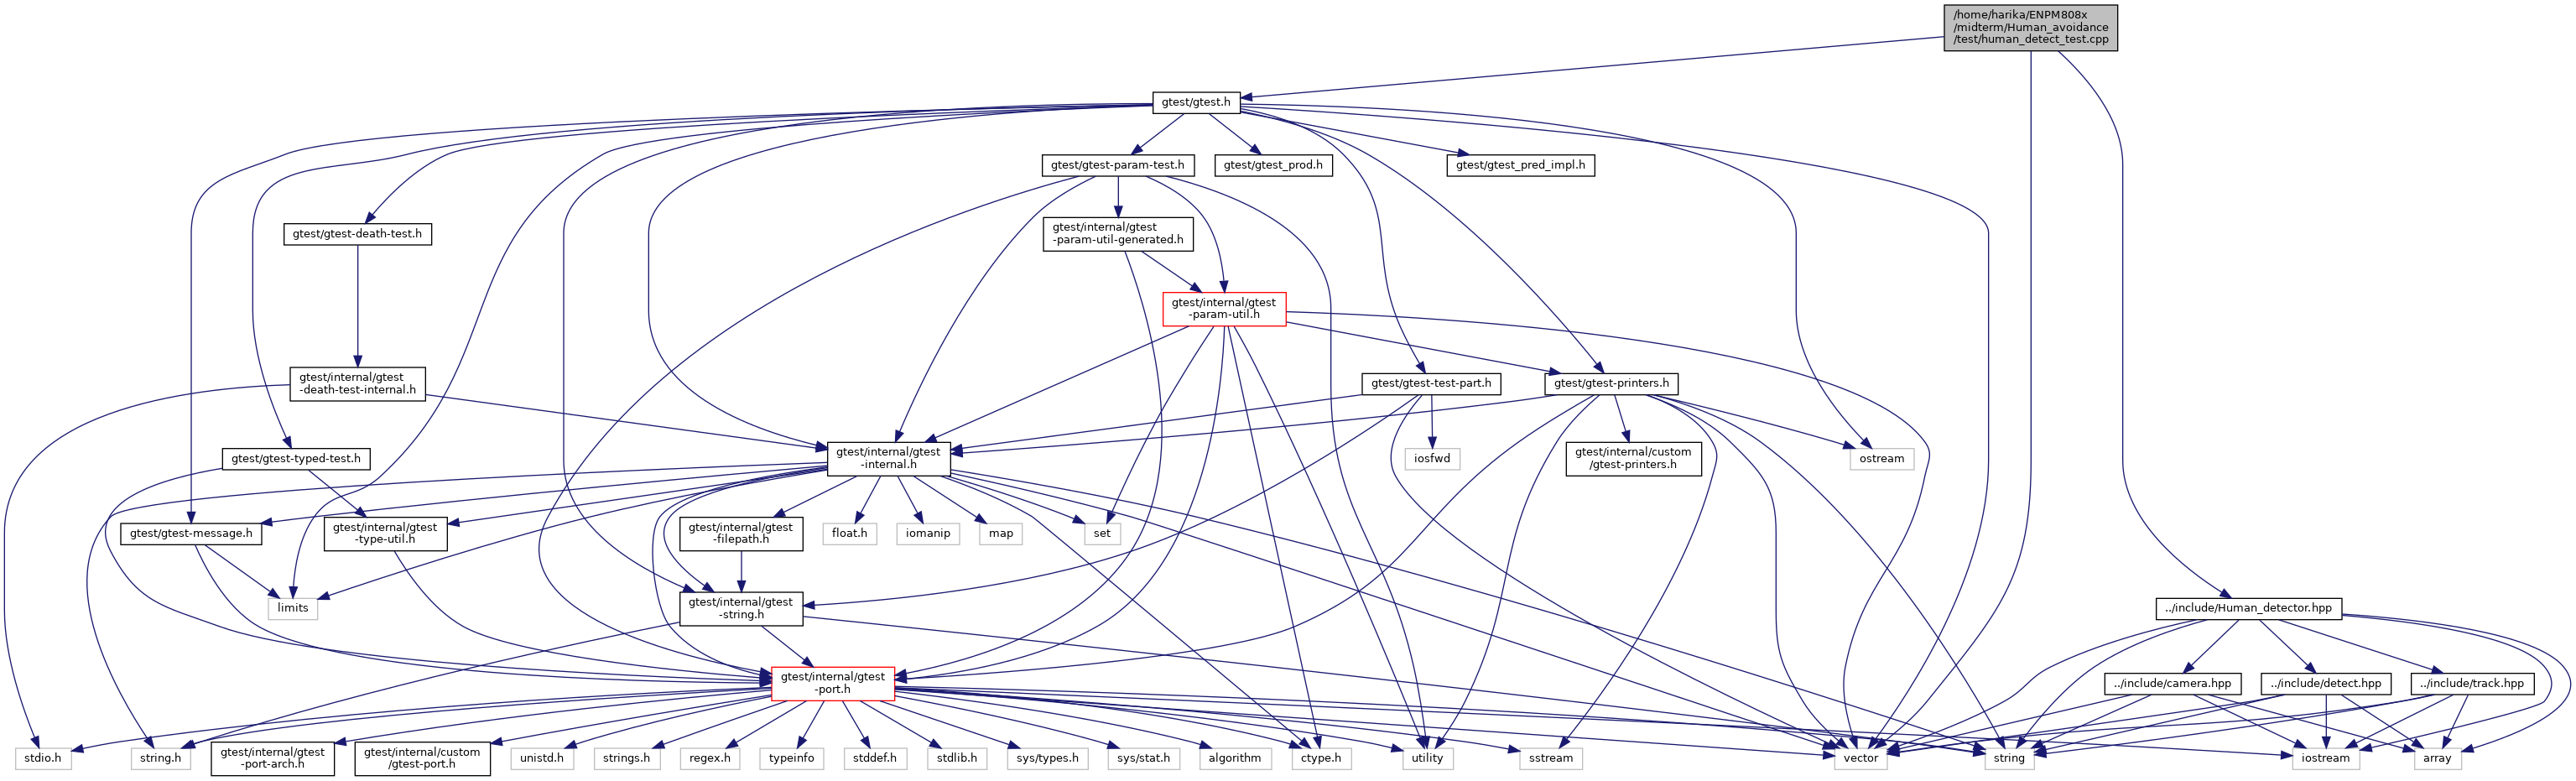 /home/harika/ENPM808x
/midterm/Human_avoidance
/test/human_detect_test.cpp
gtest/gtest.h
gtest/gtest-param-test.h
gtest/gtest_prod.h
gtest/gtest_pred_impl.h
gtest/gtest-death-test.h
gtest/internal/gtest
-param-util-generated.h
gtest/internal/gtest
-param-util.h
gtest/internal/gtest
-death-test-internal.h
gtest/gtest-test-part.h
gtest/gtest-printers.h
gtest/gtest-typed-test.h
gtest/internal/gtest
-internal.h
iosfwd
gtest/internal/custom
/gtest-printers.h
ostream
gtest/gtest-message.h
gtest/internal/gtest
-type-util.h
gtest/internal/gtest
-filepath.h
float.h
iomanip
map
set
limits
gtest/internal/gtest
-string.h
../include/Human_detector.hpp
gtest/internal/gtest
-port.h
../include/camera.hpp
../include/detect.hpp
../include/track.hpp
stdio.h
string.h
gtest/internal/gtest
-port-arch.h
gtest/internal/custom
/gtest-port.h
unistd.h
strings.h
regex.h
typeinfo
stddef.h
stdlib.h
sys/types.h
sys/stat.h
algorithm
ctype.h
utility
sstream
vector
string
iostream
array